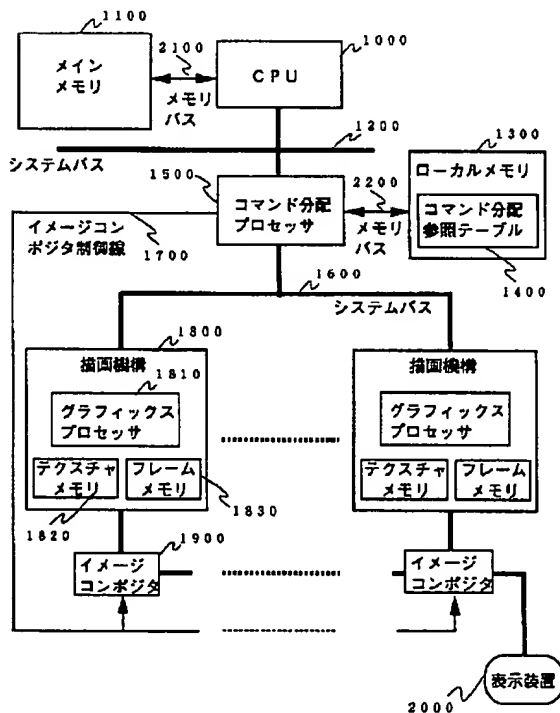 1100
メイン
メモリ
2100
メモリ
バス
1000
CPU
1200
システムバス
1500
コマンド分配
プロセッサ
2200
メモリ
バス
1300
ローカルメモリ
コマンド分配
参照テーブル
1400
イメージコン
ポジタ制御線
1700
1600
システムバス
1800
描画機構
1810
グラフィックス
プロセッサ
テクスチャ
メモリ
フレーム
メモリ
1820
1830
描画機構
グラフィックス
プロセッサ
テクスチャ
メモリ
フレーム
メモリ
1900
イメージ
コンポジタ
イメージ
コンポジタ
表示装置
2000